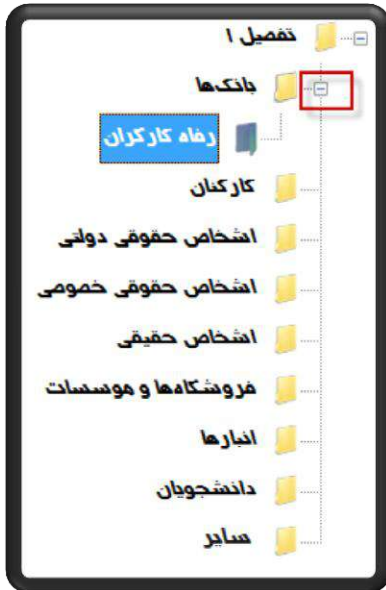 تفصیل ۱
بانک‌ها
رفاه کارگران
کارکنان
اشخاص حقوقی دولتی
اشخاص حقوقی خصوصی
اشخاص حقیقی
فروشگاه‌ها و موسسات
انبارها
دانشجویان
سایر